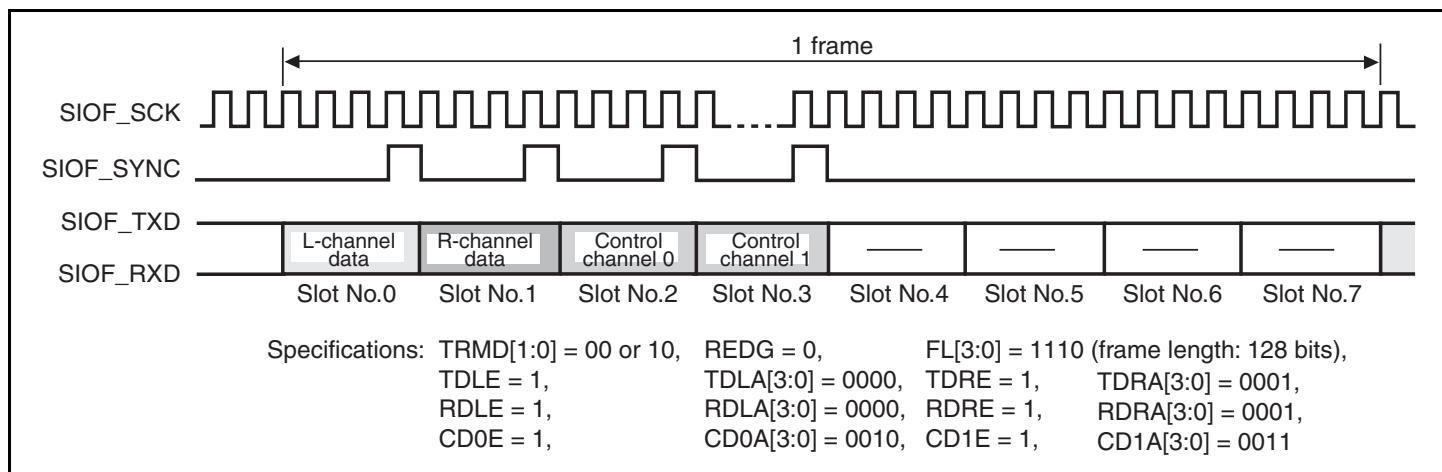 1 frame
SIOF_SCK
SIOF_SYNC
SIOF_TXD
SIOF_RXD
L-channel data
R-channel data
Control channel 0
Control channel 1
Slot No.0 Slot No.1 Slot No.2 Slot No.3 Slot No.4 Slot No.5 Slot No.6 Slot No.7
Specifications: TRMD[1:0] = 00 or 10, REDG = 0, FL[3:0] = 1110 (frame length: 128 bits),
TDLE = 1, TDLA[3:0] = 0000, TDRE = 1, TDRA[3:0] = 0001,
RDLE = 1, RDLA[3:0] = 0000, RDRE = 1, RDRA[3:0] = 0001,
CD0E = 1, CD0A[3:0] = 0010, CD1E = 1, CD1A[3:0] = 0011